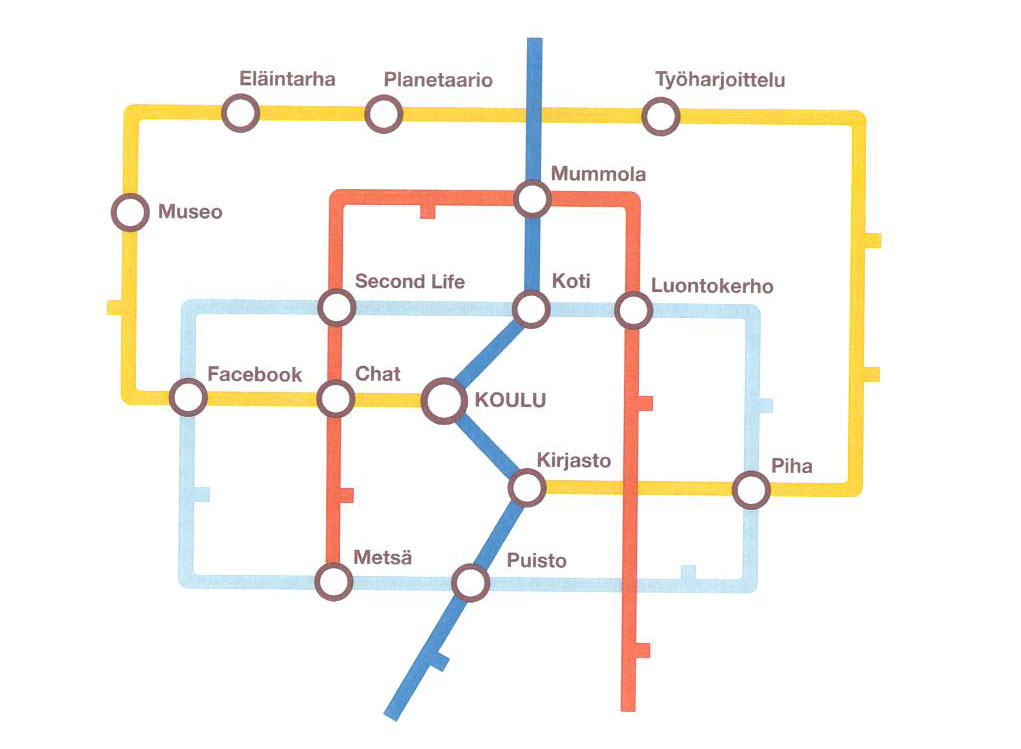 Eläintarha
Planetaario
Työharjoittelu
Mummola
Museo
Second Life
Koti
Luontokerho
Facebook
Chat
KOULU
Kirjasto
Piha
Metsä
Puisto